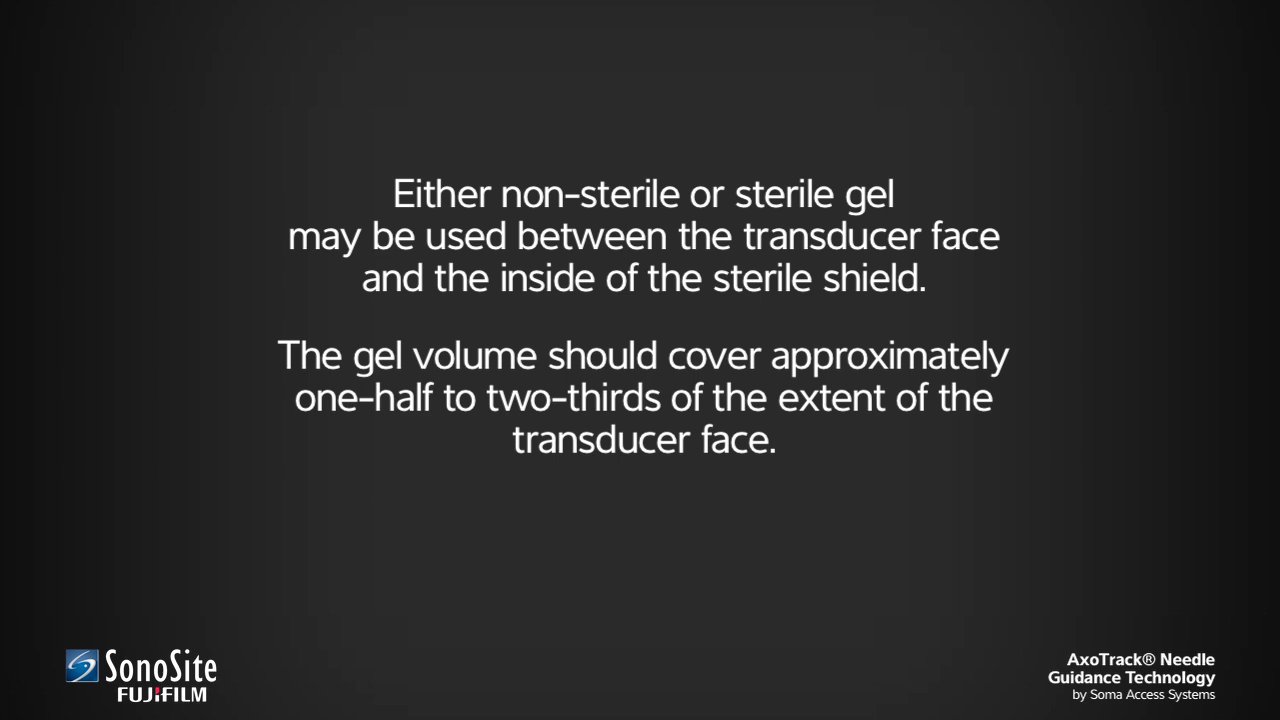 Either non-sterile or sterile gel
may be used between the transducer face
and the inside of the sterile shield.
The gel volume should cover approximately
one-half to two-thirds of the extent of the
transducer face.
SonoSite
FUJIFILM
AxoTrack® Needle
Guidance Technology
by Soma Access Systems